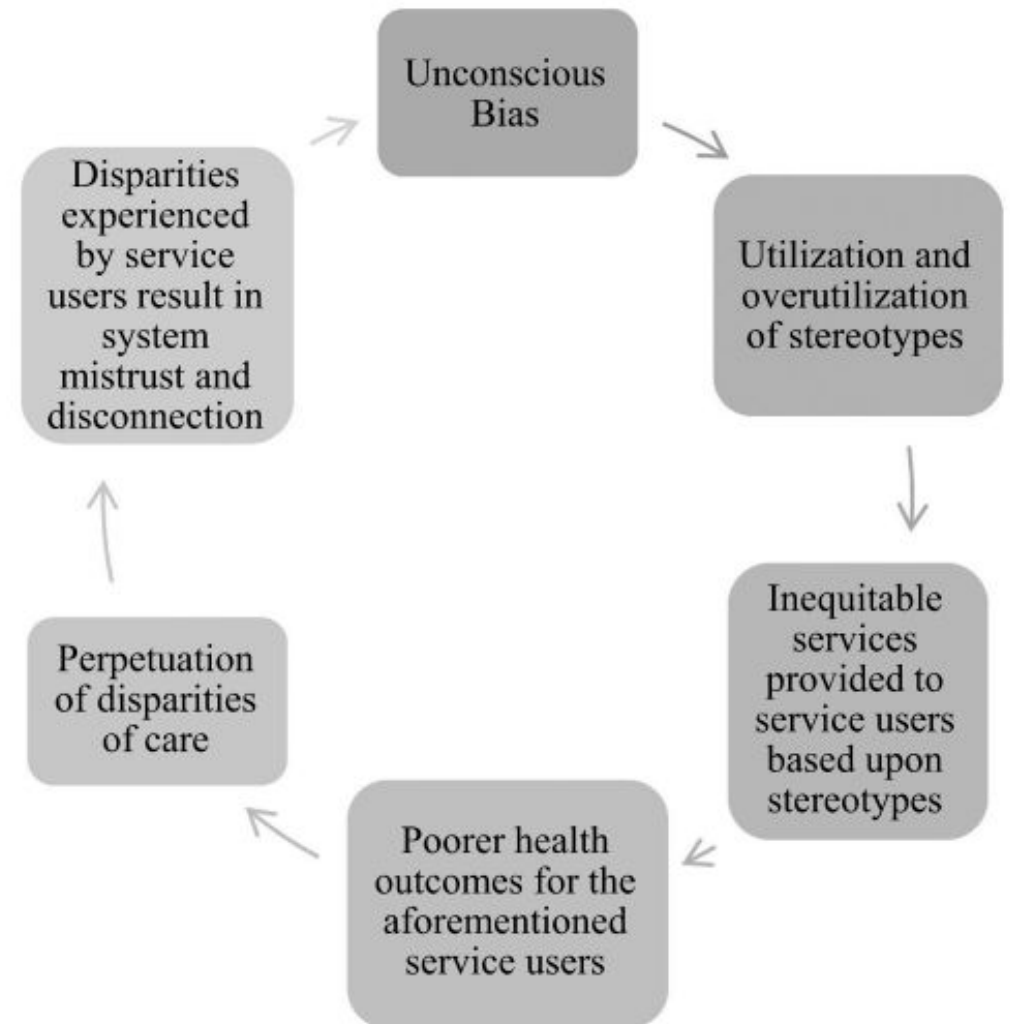 Unconscious
Bias
Utilization and
overutilization
of stereotypes
Inequitable
services
provided to
service users
based upon
stereotypes
Poorer health
outcomes for the
aforementioned
service users
Perpetuation
of disparities
of care
Disparities
experienced
by service
users result in
system
mistrust and
disconnection